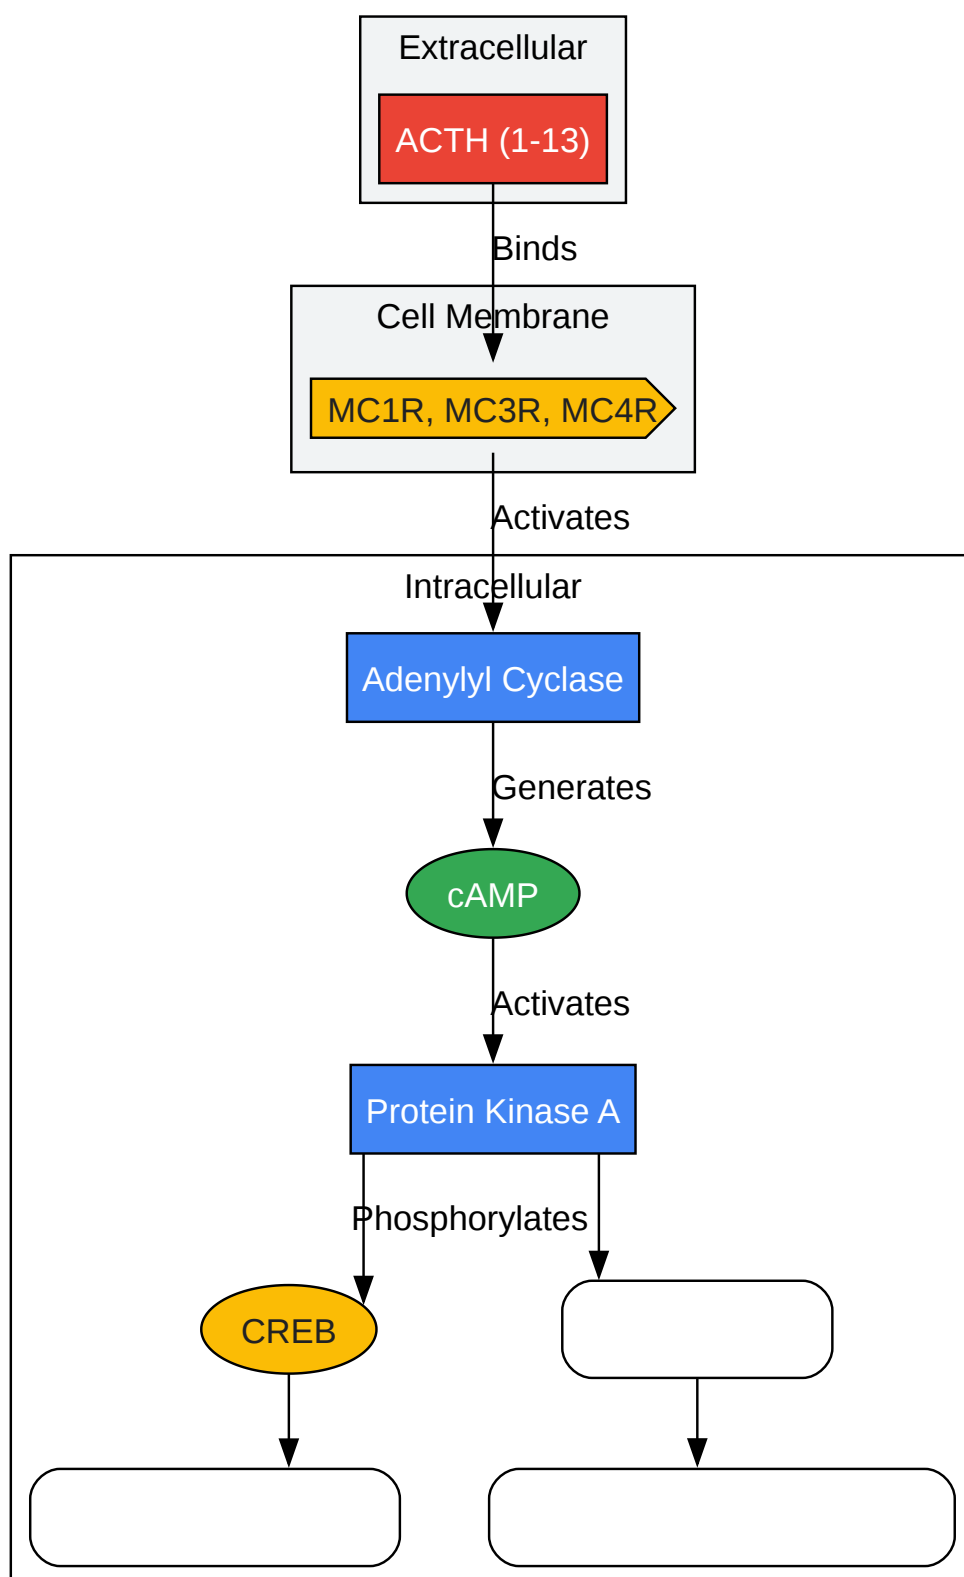 Extracellular
ACTH (1-13)
Binds
Cell Membrane
MC1R, MC3R, MC4R
Activates
Intracellular
Adenylyl Cyclase
Generates
cAMP
Activates
Protein Kinase A
Phosphorylates
CREB